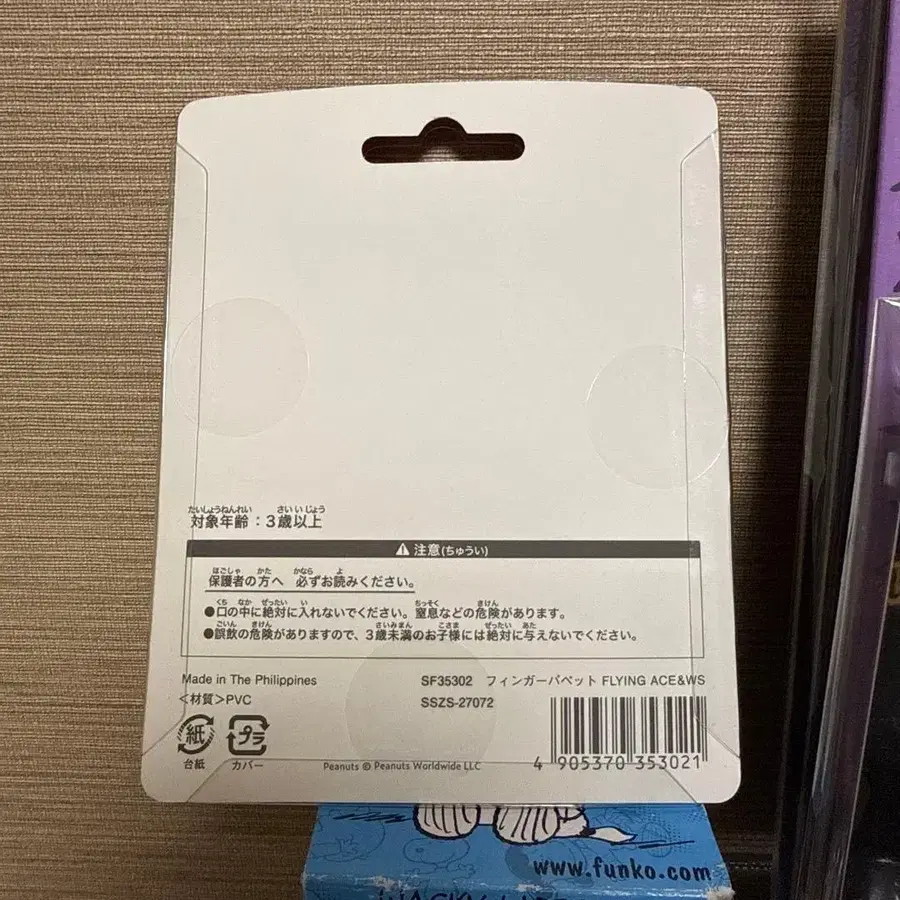 たいしょうねんれい さい い じょう
対象年齢：3歳以上
⚠注意(ちゅうい)
ほごしゃ かた かなら よ
保護者の方へ 必ずお読みください。
くち なか ぜったい い ちっそく きけん
●口の中に絶対に入れないでください。窒息などの危険があります。
ごいん きけん さいみまん こさま ぜったい あた
●誤飲の危険がありますので、3歳未満のお子様には絶対に与えないでください。
Made in The Philippines
SF35302 フィンガーパペット FLYING ACE&WS
＜材質＞PVC
SSZS-27072
紙
台紙
プラ
カバー
Peanuts © Peanuts Worldwide LLC
4 905370 353021
www.funko.com